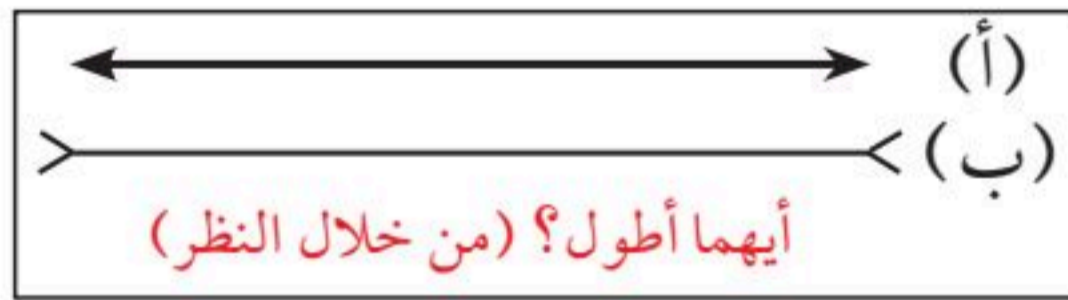 (أ)
(ب)
أيهما أطول؟ (من خلال النظر)